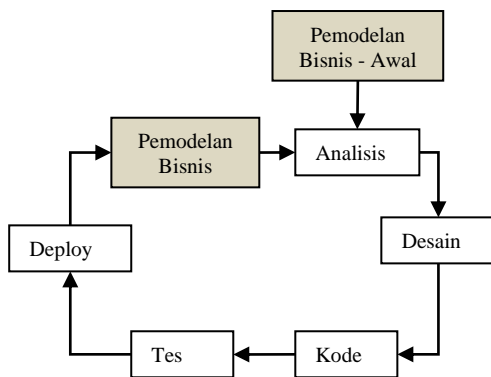 Pemodelan
Bisnis - Awal
Pemodelan
Bisnis
Analisis
Deploy
Desain
Tes
Kode